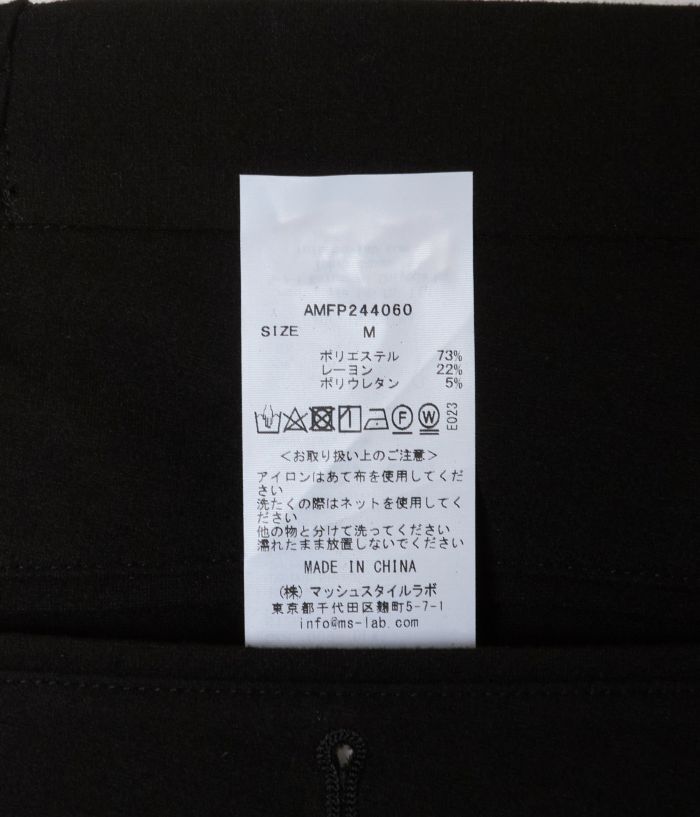 AMFP244060
SIZE M
ポリエステル 73%
レーヨン 22%
ポリウレタン 5%
F W E023
<お取り扱い上のご注意>
アイロンはあて布を使用してくだ
さい
洗たくの際はネットを使用してく
ださい
他の物と分けて洗ってください
濡れたまま放置しないでください
MADE IN CHINA
(株) マッシュスタイルラボ
東京都千代田区麹町5-7-1
info@ms-lab.com